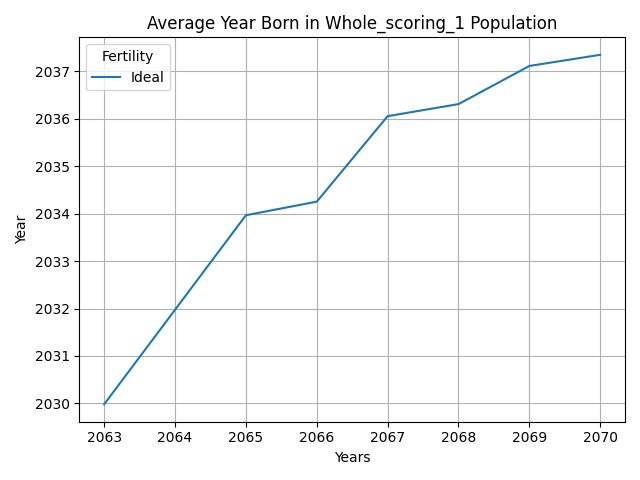 Average Year Born in Whole_scoring_1 Population
Fertility
Ideal
Year
2037
2036
2035
2034
2033
2032
2031
2030
2063 2064 2065 2066 2067 2068 2069 2070
Years